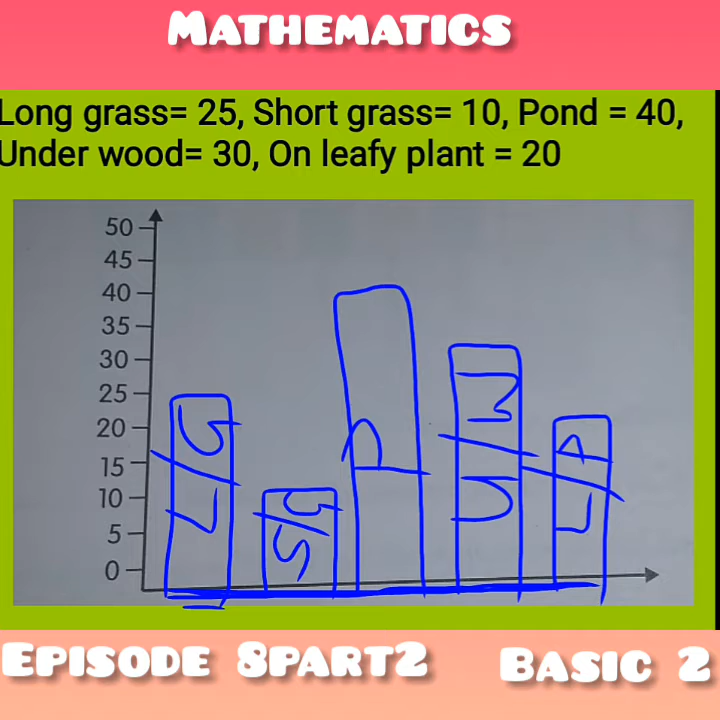 MATHEMATICS
Long grass= 25, Short grass= 10, Pond = 40,
Under wood= 30, On leafy plant = 20
50
45
40
35
30
25
20
15
10
5
0
L/G
S/G
P
U/W
L/P
EPISODE 8PART2
BASIC 2